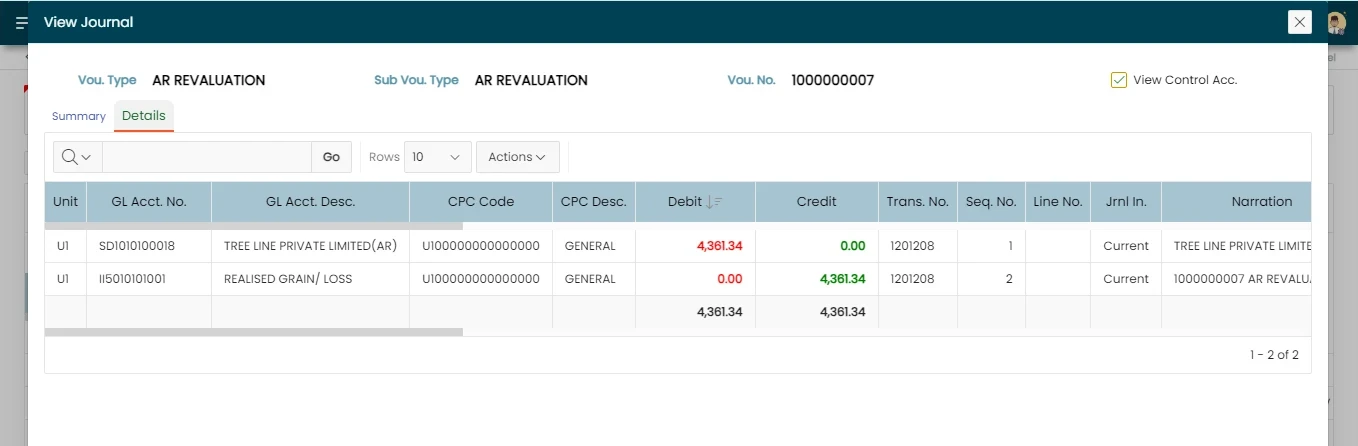 View Journal
Vou. Type AR REVALUATION Sub Vou. Type AR REVALUATION Vou. No. 1000000007 View Control Acc.
Summary Details
Go Rows 10 Actions
Unit GL Acct. No. GL Acct. Desc. CPC Code CPC Desc. Debit Credit Trans. No. Seq. No. Line No. Jrnl In. Narration
U1 SD1010100018 TREE LINE PRIVATE LIMITED(AR) U100000000000000 GENERAL 4,361.34 0.00 1201208 1 Current TREE LINE PRIVATE LIMITE
U1 II5010101001 REALISED GRAIN/ LOSS U100000000000000 GENERAL 0.00 4,361.34 1201208 2 Current 1000000007 AR REVALU
4,361.34 4,361.34
1 - 2 of 2